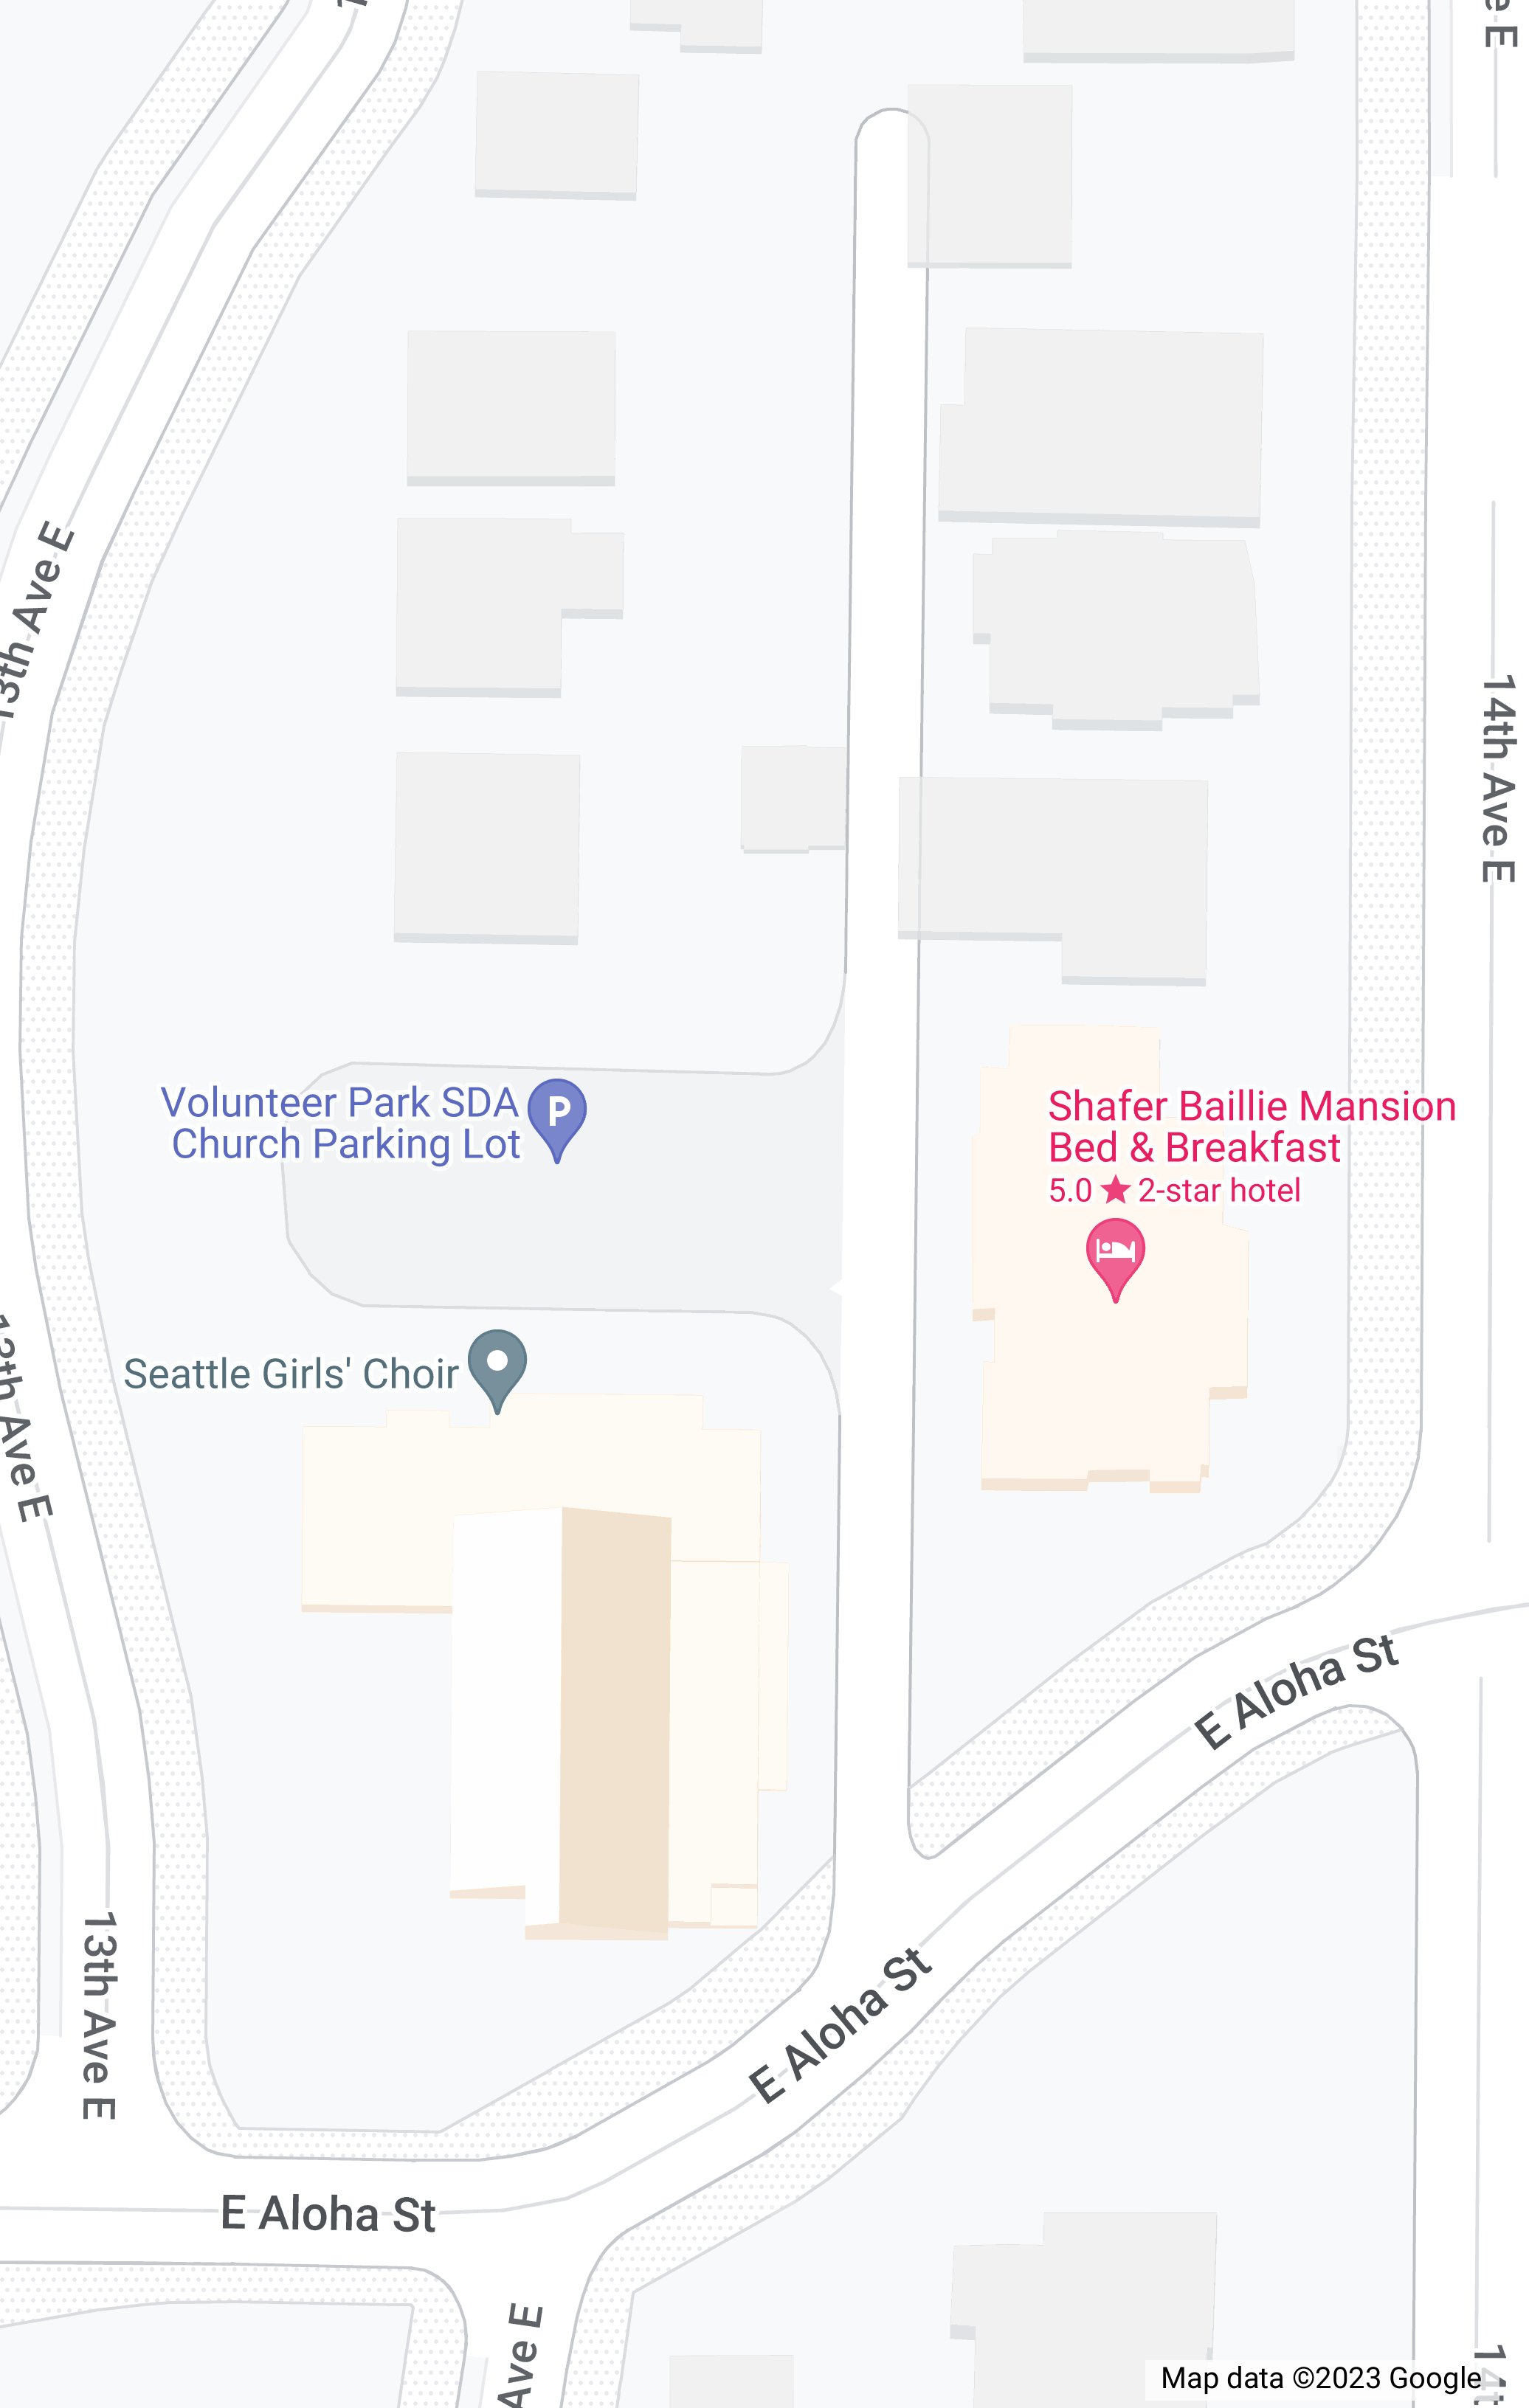 e E
13th Ave E
14th Ave E
Volunteer Park SDA
Church Parking Lot
Shafer Baillie Mansion
Bed & Breakfast
5.0 ★ 2-star hotel
Seattle Girls' Choir
13th Ave E
E Aloha St
13th Ave E
E Aloha St
E Aloha St
Ave E
14t
Map data ©2023 Google